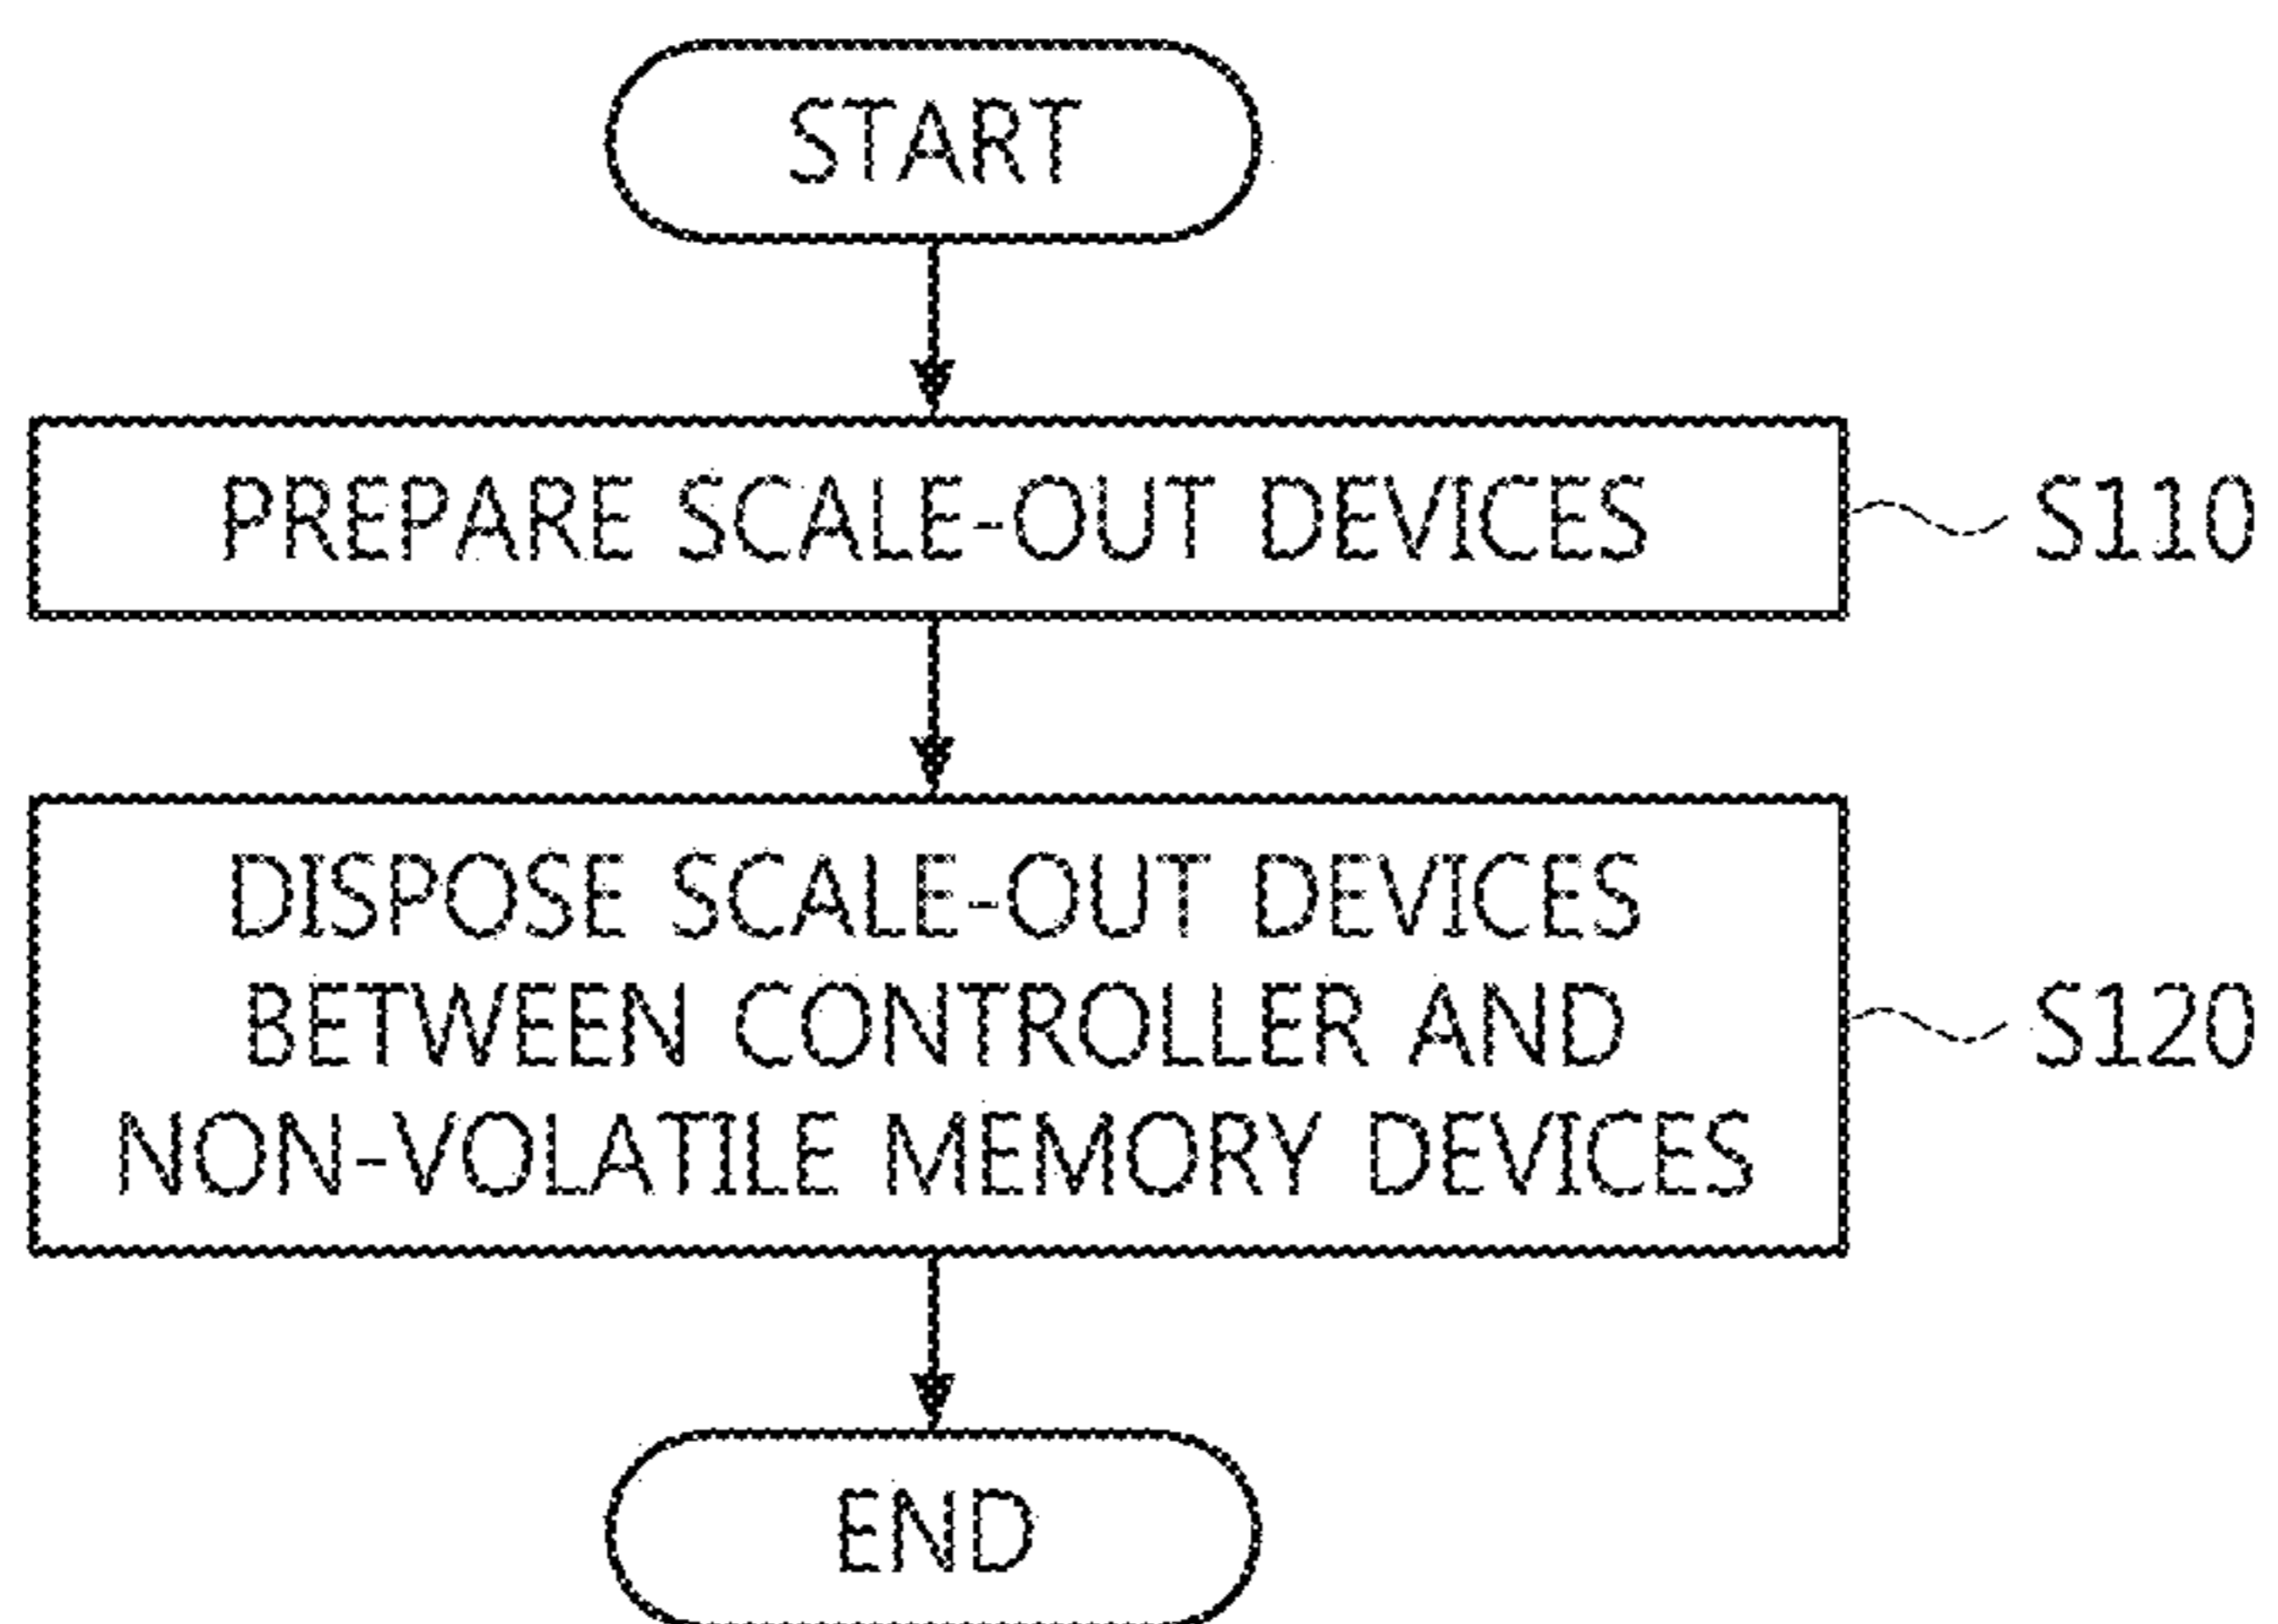 START
PREPARE SCALE-OUT DEVICES
S110
DISPOSE SCALE-OUT DEVICES
BETWEEN CONTROLLER AND
S120
NON-VOLATILE MEMORY DEVICES
END